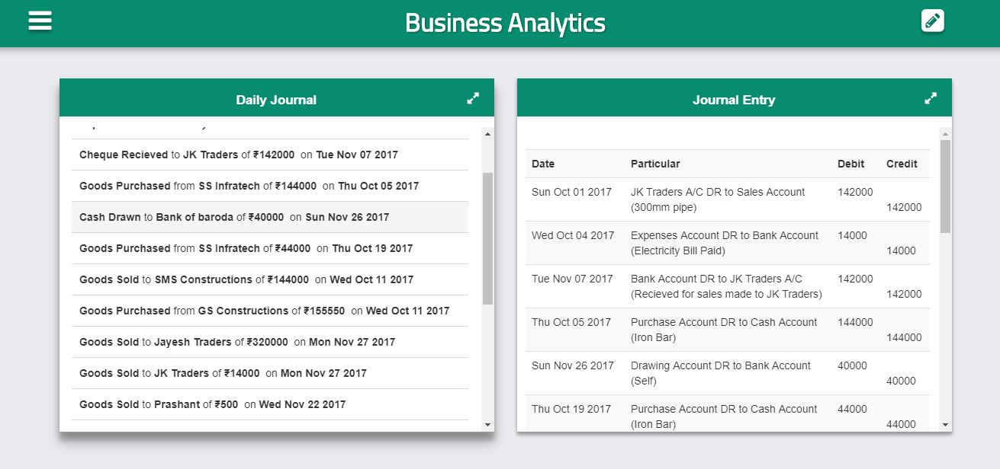 Business Analytics
Daily Journal
Cheque Recieved to JK Traders of ₹142000 on Tue Nov 07 2017
Goods Purchased from SS Infratech of ₹144000 on Thu Oct 05 2017
Cash Drawn to Bank of baroda of ₹40000 on Sun Nov 26 2017
Goods Purchased from SS Infratech of ₹44000 on Thu Oct 19 2017
Goods Sold to SMS Constructions of ₹144000 on Wed Oct 11 2017
Goods Purchased from GS Constructions of ₹155550 on Wed Oct 11 2017
Goods Sold to Jayesh Traders of ₹320000 on Mon Nov 27 2017
Goods Sold to JK Traders of ₹14000 on Mon Nov 27 2017
Goods Sold to Prashant of ₹500 on Wed Nov 22 2017
Journal Entry
Date Particular Debit Credit
Sun Oct 01 2017 JK Traders A/C DR to Sales Account 142000
(300mm pipe) 142000
Wed Oct 04 2017 Expenses Account DR to Bank Account 14000
(Electricity Bill Paid) 14000
Tue Nov 07 2017 Bank Account DR to JK Traders A/C 142000
(Recieved for sales made to JK Traders) 142000
Thu Oct 05 2017 Purchase Account DR to Cash Account 144000
(Iron Bar) 144000
Sun Nov 26 2017 Drawing Account DR to Bank Account 40000
(Self) 40000
Thu Oct 19 2017 Purchase Account DR to Cash Account 44000
(Iron Bar) 44000